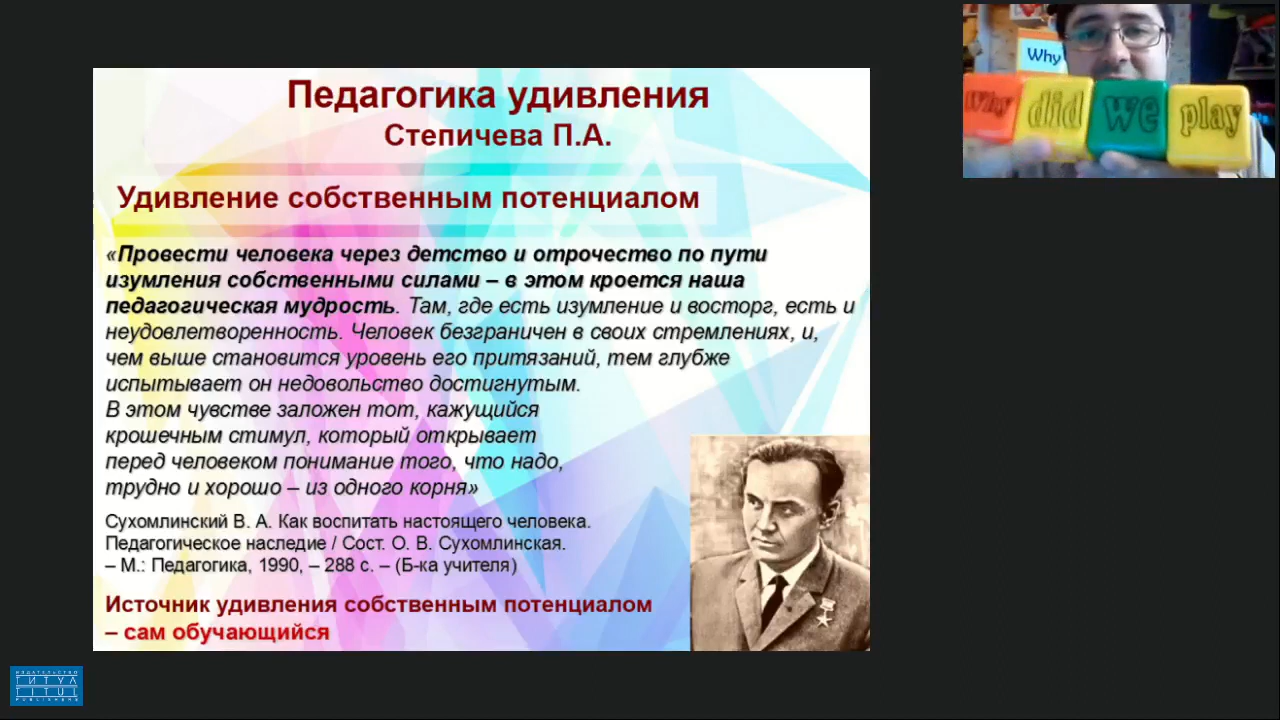 Педагогика удивления
Степичева П.А.
Удивление собственным потенциалом
«Провести человека через детство и отрочество по пути
изумления собственными силами – в этом кроется наша
педагогическая мудрость. Там, где есть изумление и восторг, есть и
неудовлетворенность. Человек безграничен в своих стремлениях, и,
чем выше становится уровень его притязаний, тем глубже
испытывает он недовольство достигнутым.
В этом чувстве заложен тот, кажущийся
крошечным стимул, который открывает
перед человеком понимание того, что надо,
трудно и хорошо – из одного корня»
Сухомлинский В. А. Как воспитать настоящего человека.
Педагогическое наследие / Сост. О. В. Сухомлинская.
– М.: Педагогика, 1990, – 288 с. – (Б-ка учителя)
Источник удивления собственным потенциалом
– сам обучающийся
Why
Why did we play
ИЗДАТЕЛЬСТВО
ТИТУЛ
TITUL
PUBLISHERS